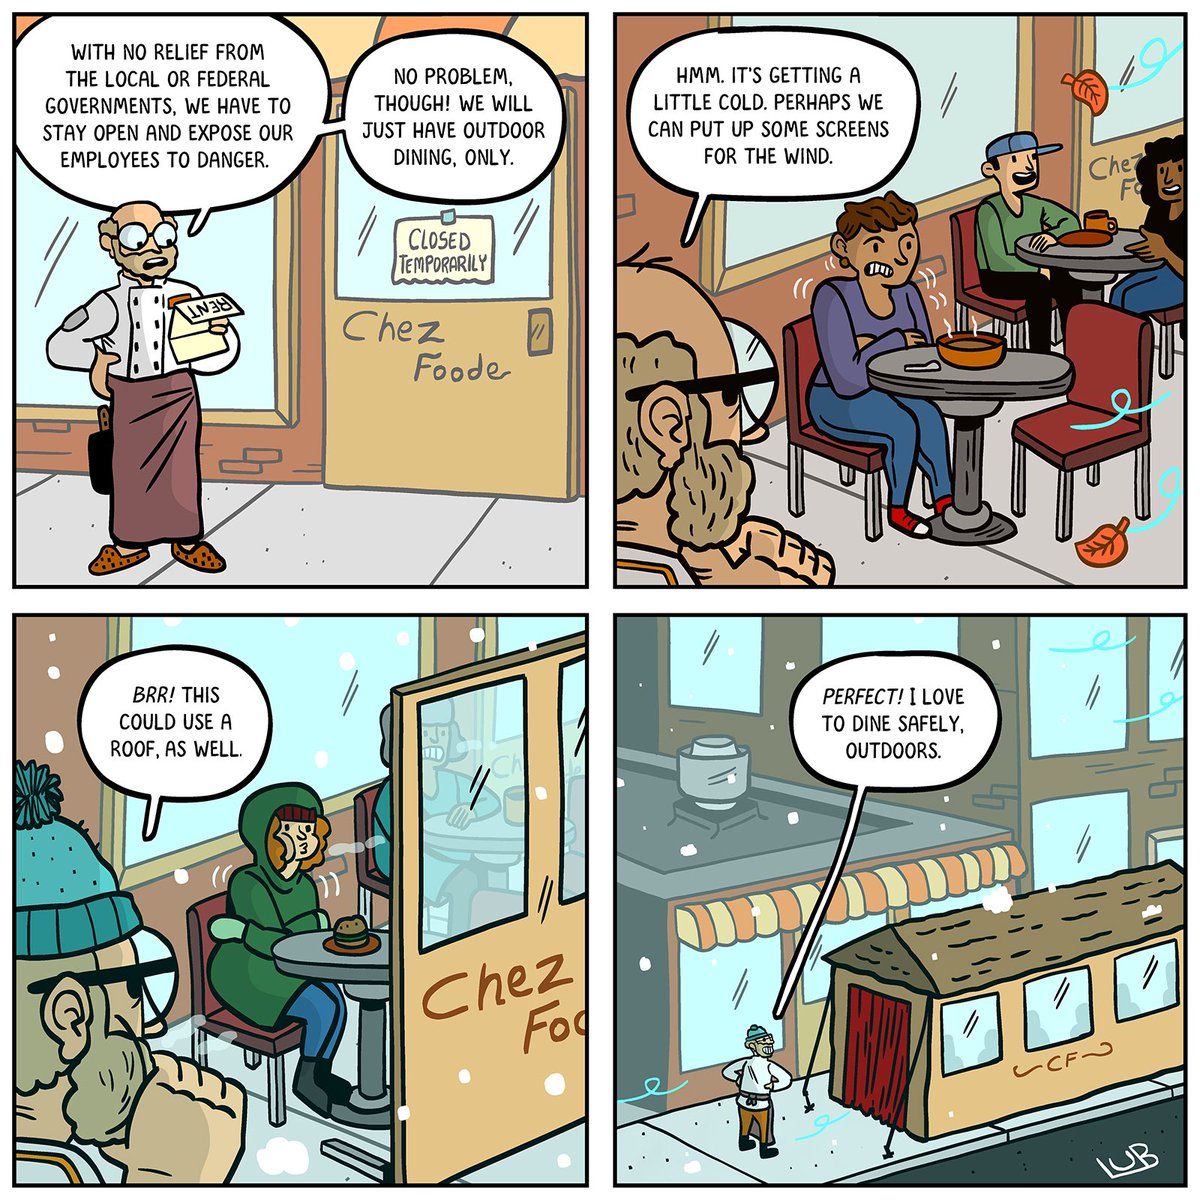 WITH NO RELIEF FROM
THE LOCAL OR FEDERAL
GOVERNMENTS, WE HAVE TO
STAY OPEN AND EXPOSE OUR
EMPLOYEES TO DANGER.
NO PROBLEM,
THOUGH! WE WILL
JUST HAVE OUTDOOR
DINING, ONLY.
CLOSED
TEMPORARILY
RENT
Chez
Foode
HMM. IT'S GETTING A
LITTLE COLD. PERHAPS WE
CAN PUT UP SOME SCREENS
FOR THE WIND.
Chez
Fo
BRR! THIS
COULD USE A
ROOF, AS WELL.
Chez
Foo
PERFECT! I LOVE
TO DINE SAFELY,
OUTDOORS.
CF
LUB